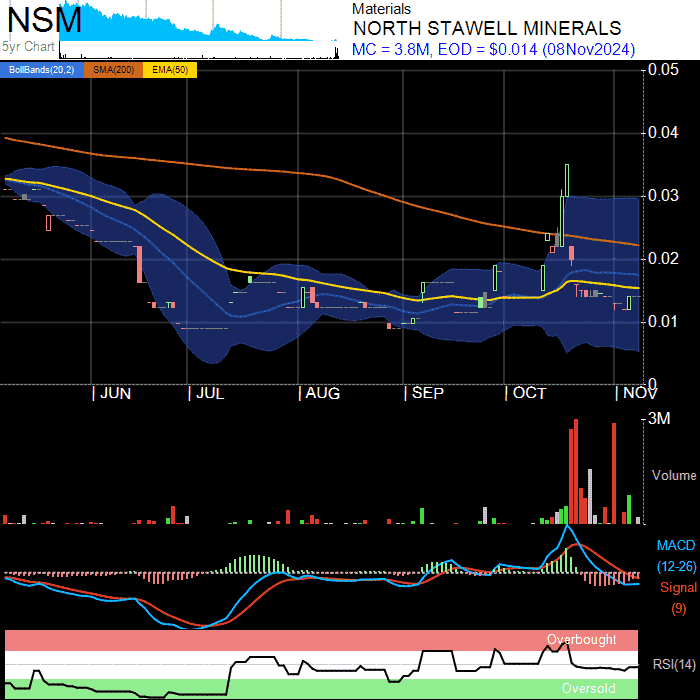 NSM
5yr Chart
Materials
NORTH STAWELL MINERALS
MC = 3.8M, EOD = $0.014 (08Nov2024)
BollBands(20,2) SMA(200) EMA(50)
0.05
0.04
0.03
0.02
0.01
0
JUN JUL AUG SEP OCT NOV
3M
Volume
MACD
(12-26)
Signal
(9)
Overbought
RSI(14)
Oversold